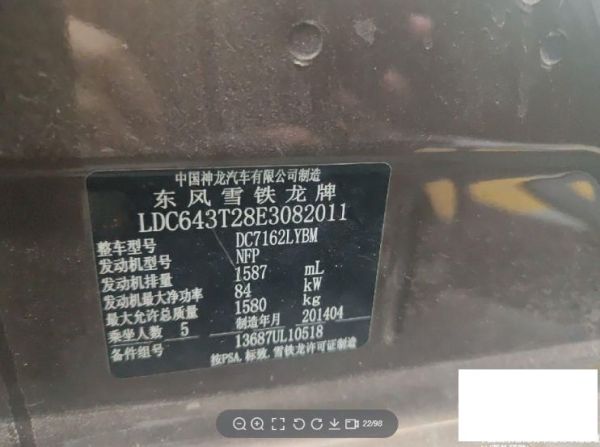 中国神龙汽车有限公司制造
东风雪铁龙牌
LDC643T28E3082011
整车型号 DC7162LYBM
发动机型号 NFP
发动机排量 1587 mL
发动机最大净功率 84 kW
最大允许总质量 1580 kg
乘坐人数 5 制造年月 201404
备件组号 13687UL10518
按PSA.标致.雪铁龙许可证制造
22/98